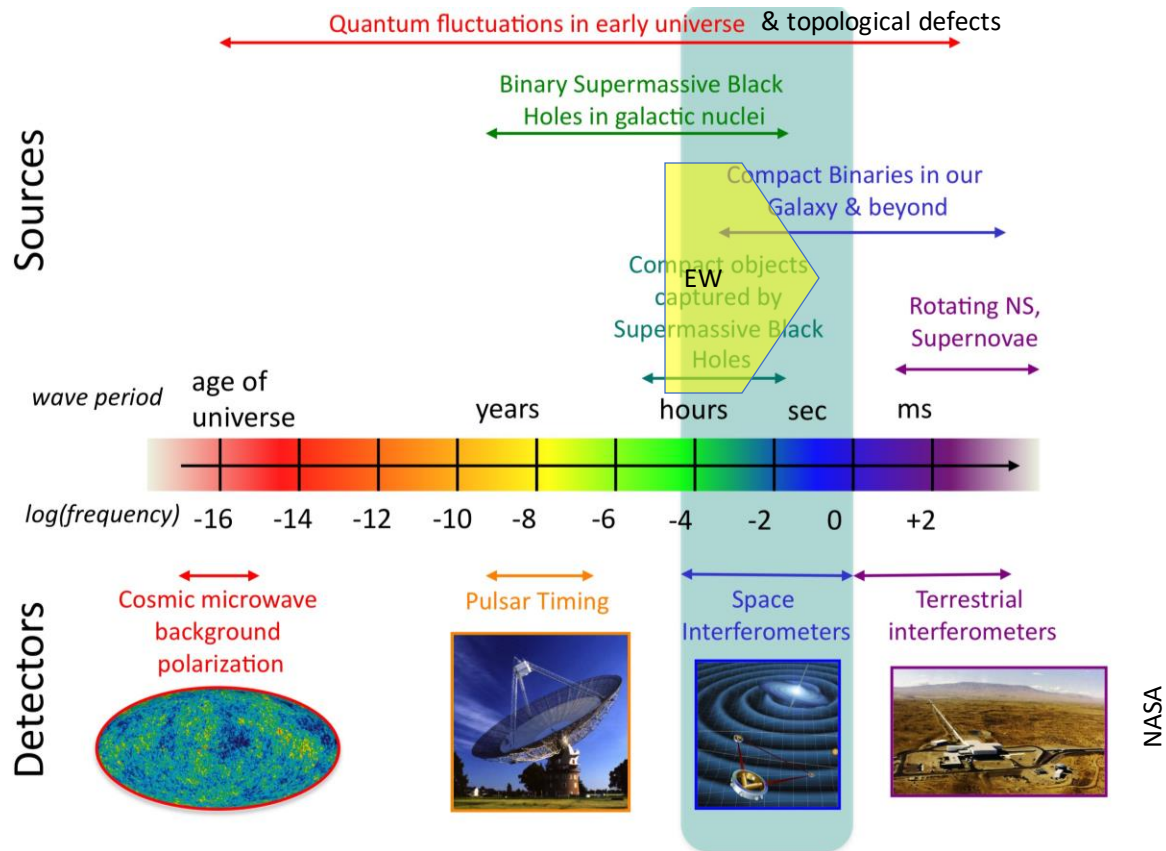 Quantum fluctuations in early universe & topological defects
Binary Supermassive Black
Holes in galactic nuclei
Sources
Compact Binaries in our
Galaxy & beyond
Compact objects
captured by
Supermassive Black
Holes
EW
Rotating NS,
Supernovae
wave period
age of
universe
years
hours
sec
ms
log(frequency)
-16 -14 -12 -10 -8 -6 -4 -2 0 +2
Detectors
Cosmic microwave
background
polarization
Pulsar Timing
Space
Interferometers
Terrestrial
interferometers
NASA